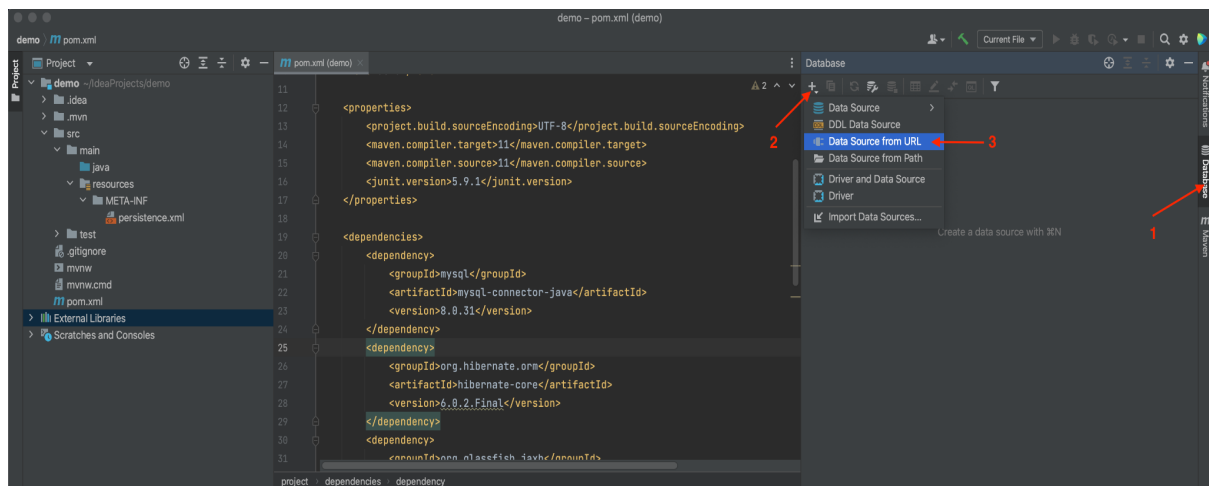 demo – pom.xml (demo)
demo
m pom.xml
Current File
Project
Project
demo ~/IdeaProjects/demo
.idea
.mvn
src
main
java
resources
META-INF
persistence.xml
test
.gitignore
mvnw
mvnw.cmd
m pom.xml
External Libraries
Scratches and Consoles
m pom.xml (demo)
2
11
12 <properties>
13 <project.build.sourceEncoding>UTF-8</project.build.sourceEncoding>
14 <maven.compiler.target>11</maven.compiler.target>
15 <maven.compiler.source>11</maven.compiler.source>
16 <junit.version>5.9.1</junit.version>
17 </properties>
18
19 <dependencies>
20 <dependency>
21 <groupId>mysql</groupId>
22 <artifactId>mysql-connector-java</artifactId>
23 <version>8.0.31</version>
24 </dependency>
25 <dependency>
26 <groupId>org.hibernate.orm</groupId>
27 <artifactId>hibernate-core</artifactId>
28 <version>6.0.2.Final</version>
29 </dependency>
30 <dependency>
31 <groupId>org.glassfish.jaxb</groupId>
project > dependencies > dependency
Database
2
Data Source
DDL Data Source
Data Source from URL
3
Data Source from Path
Driver and Data Source
Driver
Import Data Sources...
Create a data source with ⌘N
1
Notifications
Database
m
Maven